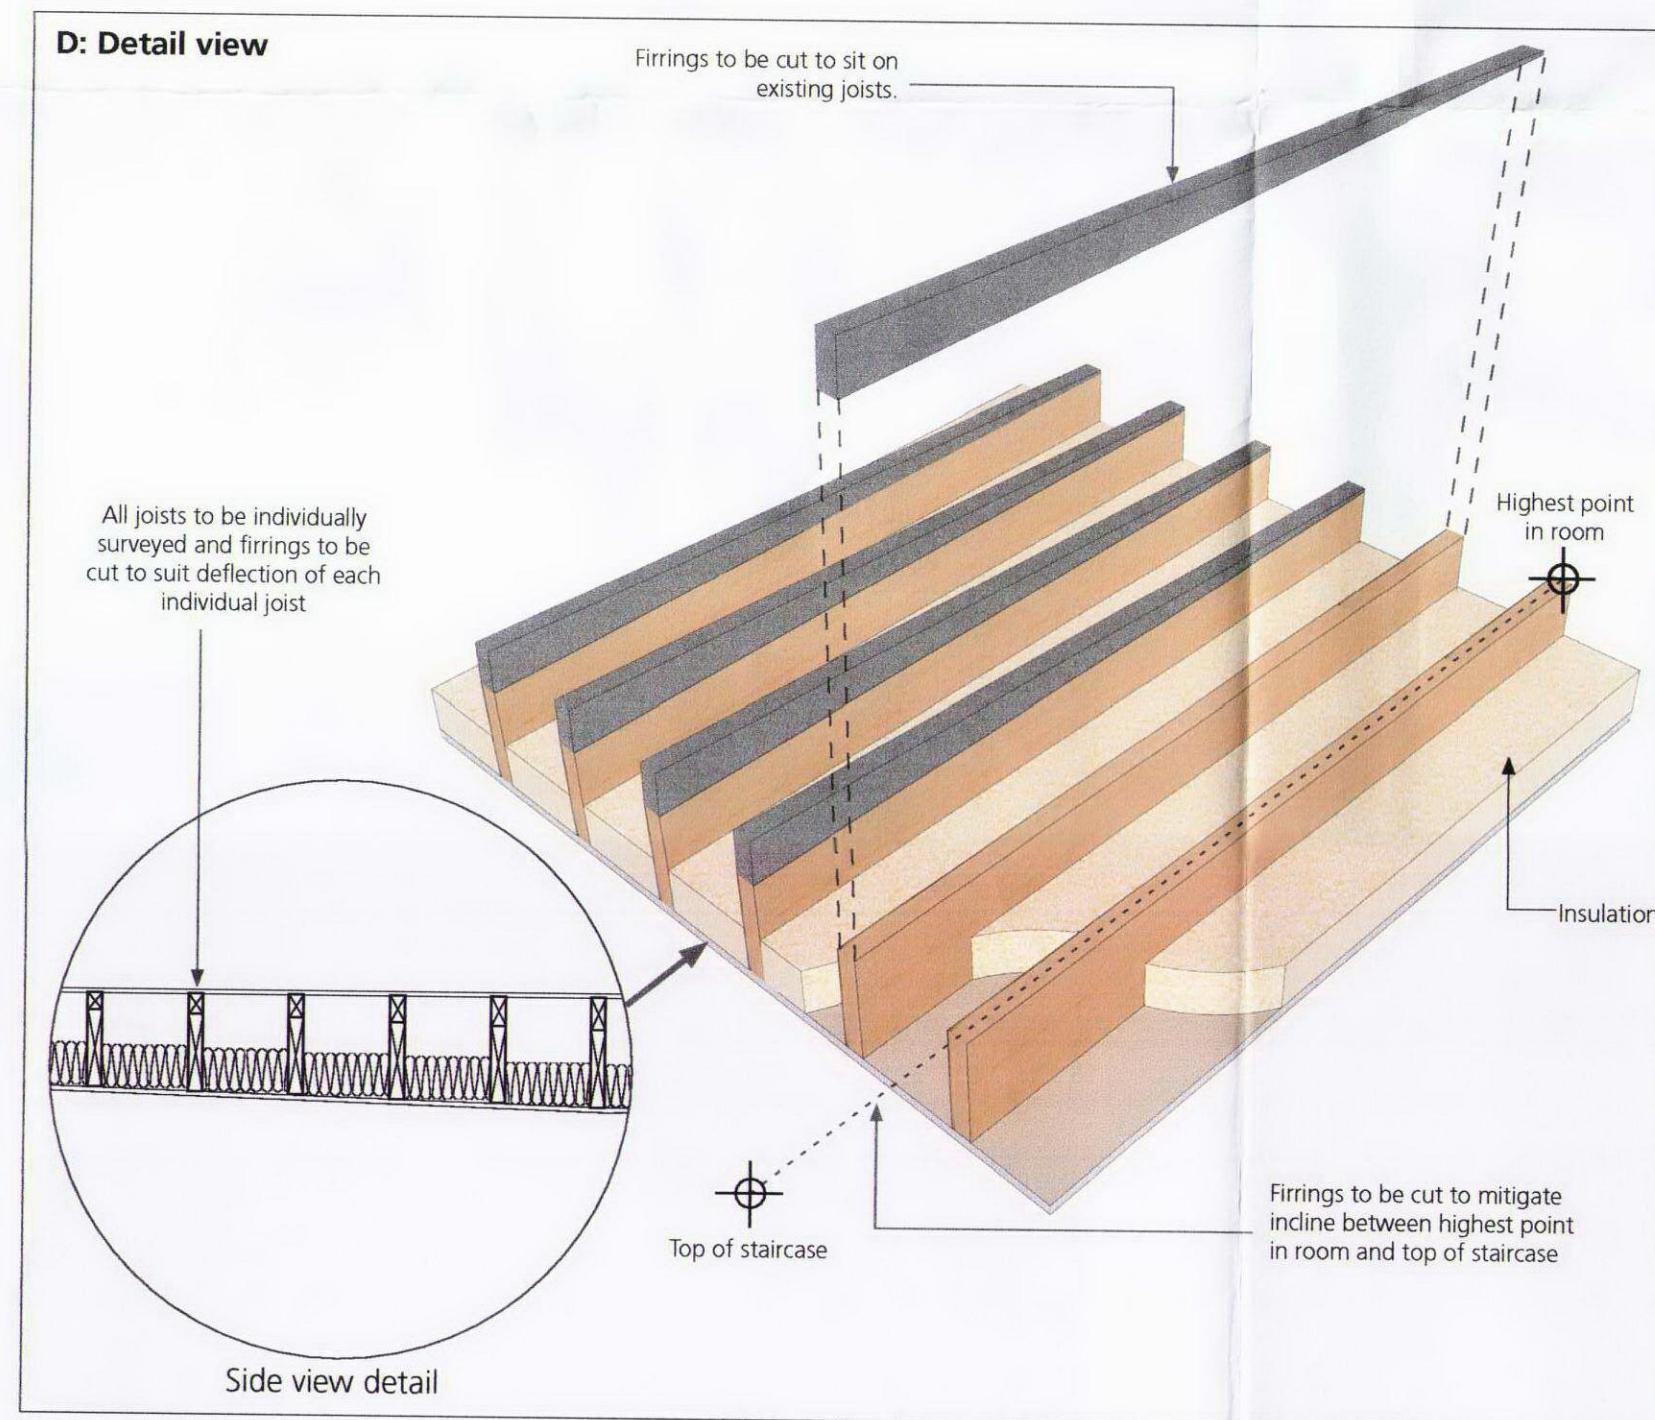 D: Detail view
Firrings to be cut to sit on
existing joists.
Highest point
in room
All joists to be individually
surveyed and firrings to be
cut to suit deflection of each
individual joist
Insulation
Firrings to be cut to mitigate
incline between highest point
in room and top of staircase
Top of staircase
Side view detail